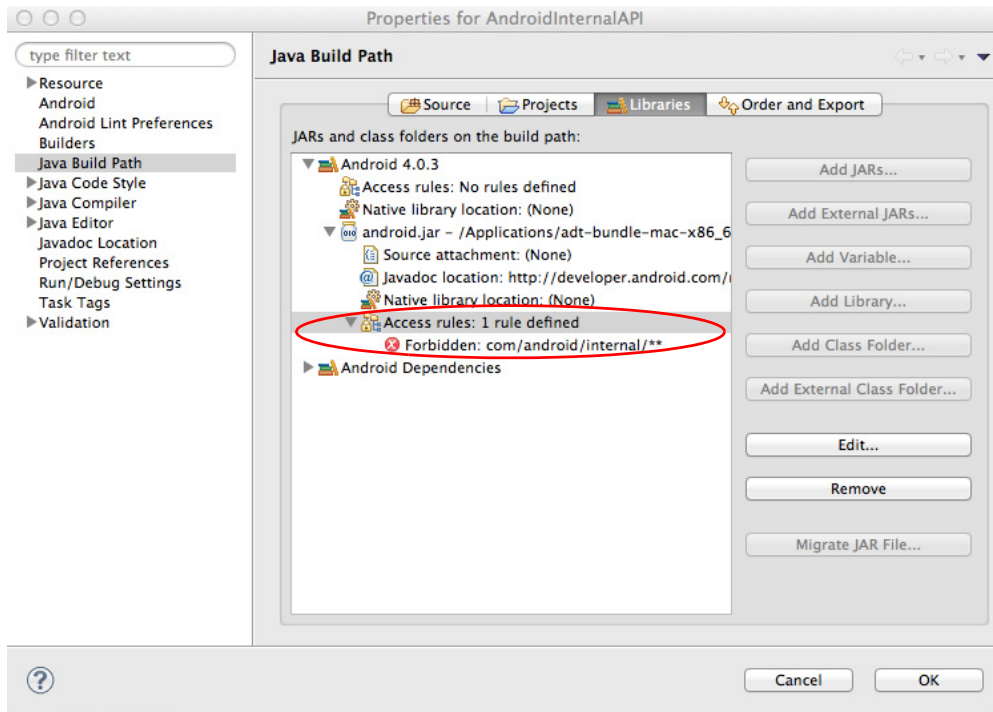 Properties for AndroidInternalAPI
type filter text
Java Build Path
Resource
Android
Android Lint Preferences
Builders
Java Build Path
Java Code Style
Java Compiler
Java Editor
Javadoc Location
Project References
Run/Debug Settings
Task Tags
Validation
Source
Projects
Libraries
Order and Export
JARs and class folders on the build path:
Android 4.0.3
Access rules: No rules defined
Native library location: (None)
android.jar – /Applications/adt-bundle-mac-x86_6
Source attachment: (None)
Javadoc location: http://developer.android.com/
Native library location: (None)
Access rules: 1 rule defined
Forbidden: com/android/internal/**
Android Dependencies
Add JARs...
Add External JARs...
Add Variable...
Add Library...
Add Class Folder...
Add External Class Folder...
Edit...
Remove
Migrate JAR File...
?
Cancel
OK